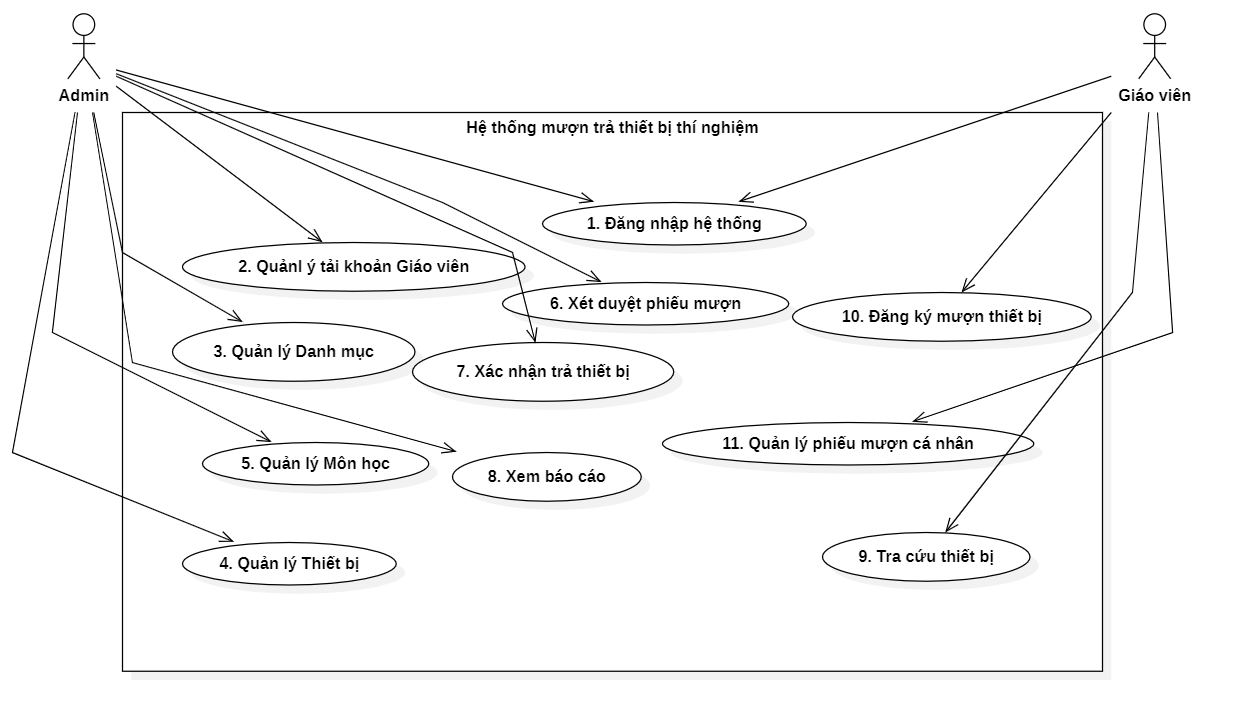 Admin
Giáo viên
Hệ thống mượn trả thiết bị thí nghiệm
1. Đăng nhập hệ thống
2. Quảnl ý tải khoản Giáo viên
6. Xét duyệt phiếu mượn
10. Đăng ký mượn thiết bị
3. Quản lý Danh mục
7. Xác nhận trả thiết bị
11. Quản lý phiếu mượn cá nhân
5. Quản lý Môn học
8. Xem báo cáo
4. Quản lý Thiết bị
9. Tra cứu thiết bị